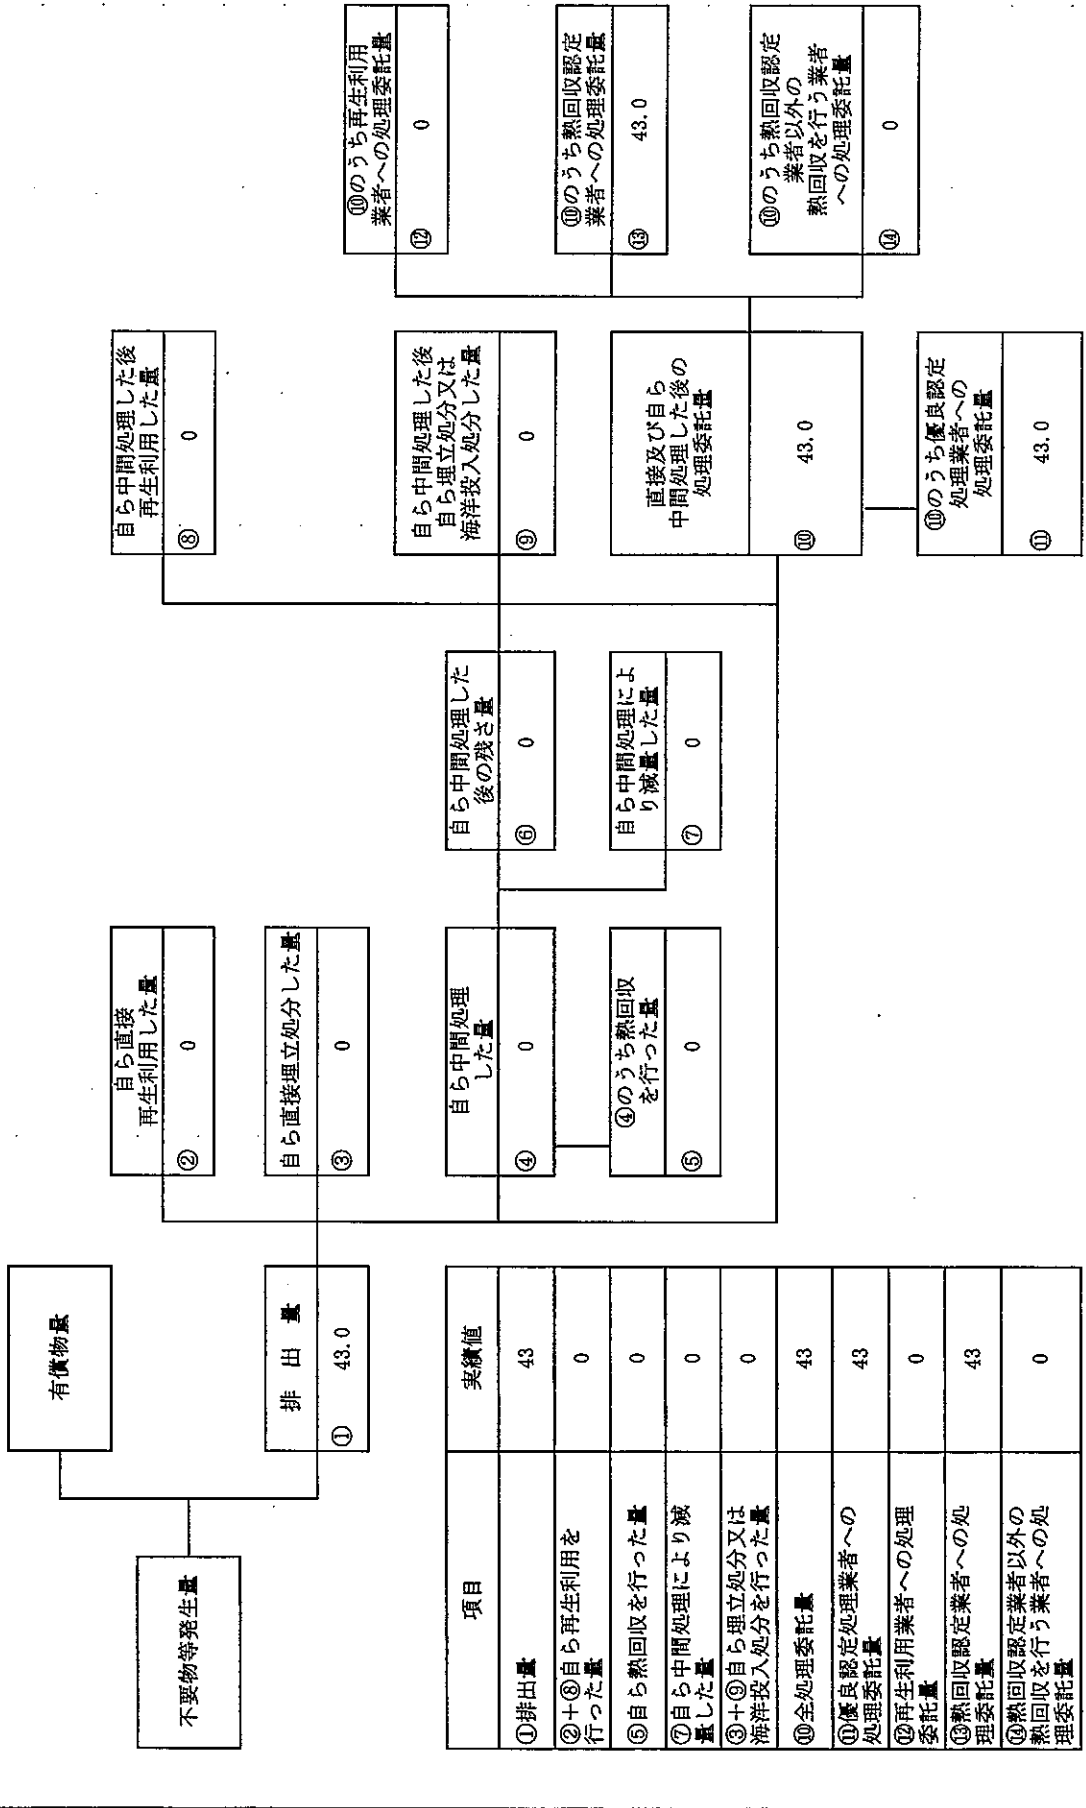 不要物等発生量
有償物量
排 出 量
① 43.0
自ら直接
再生利用した量
② 0
自ら直接埋立処分した量
③ 0
自ら中間処理
した量
④ 0
④のうち熱回収
を行った量
⑤ 0
自ら中間処理した
後の残さ量
⑥ 0
自ら中間処理によ
り減量した量
⑦ 0
自ら中間処理した後
再生利用した量
⑧ 0
自ら中間処理した後
自ら埋立処分又は
海洋投入処分した量
⑨ 0
直接及び自ら
中間処理した後の
処理委託量
⑩ 43.0
⑩のうち優良認定
処理業者への
処理委託量
⑪ 43.0
⑩のうち再生利用
業者への処理委託量
⑫ 0
⑩のうち熱回収認定
業者への処理委託量
⑬ 43.0
⑩のうち熱回収認定
業者以外の
熱回収を行う業者
への処理委託量
⑭ 0
項目 実績値
①排出量 43
②+⑧自ら再生利用を
行った量 0
⑤自ら熱回収を行った量 0
⑦自ら中間処理により減
量した量 0
③+⑨自ら埋立処分又は
海洋投入処分を行った量 0
⑩全処理委託量 43
⑪優良認定処理業者への
処理委託量 43
⑫再生利用業者への処理
委託量 0
⑬熱回収認定業者への処
理委託量 43
⑭熱回収認定業者以外の
熱回収を行う業者への処
理委託量 0